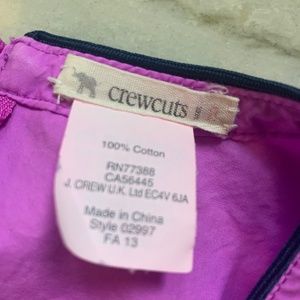 crewcuts
100% Cotton
RN77388
CA56445
J. CREW U.K. Ltd EC4V 6JA
Made in China
Style 02997
FA 13